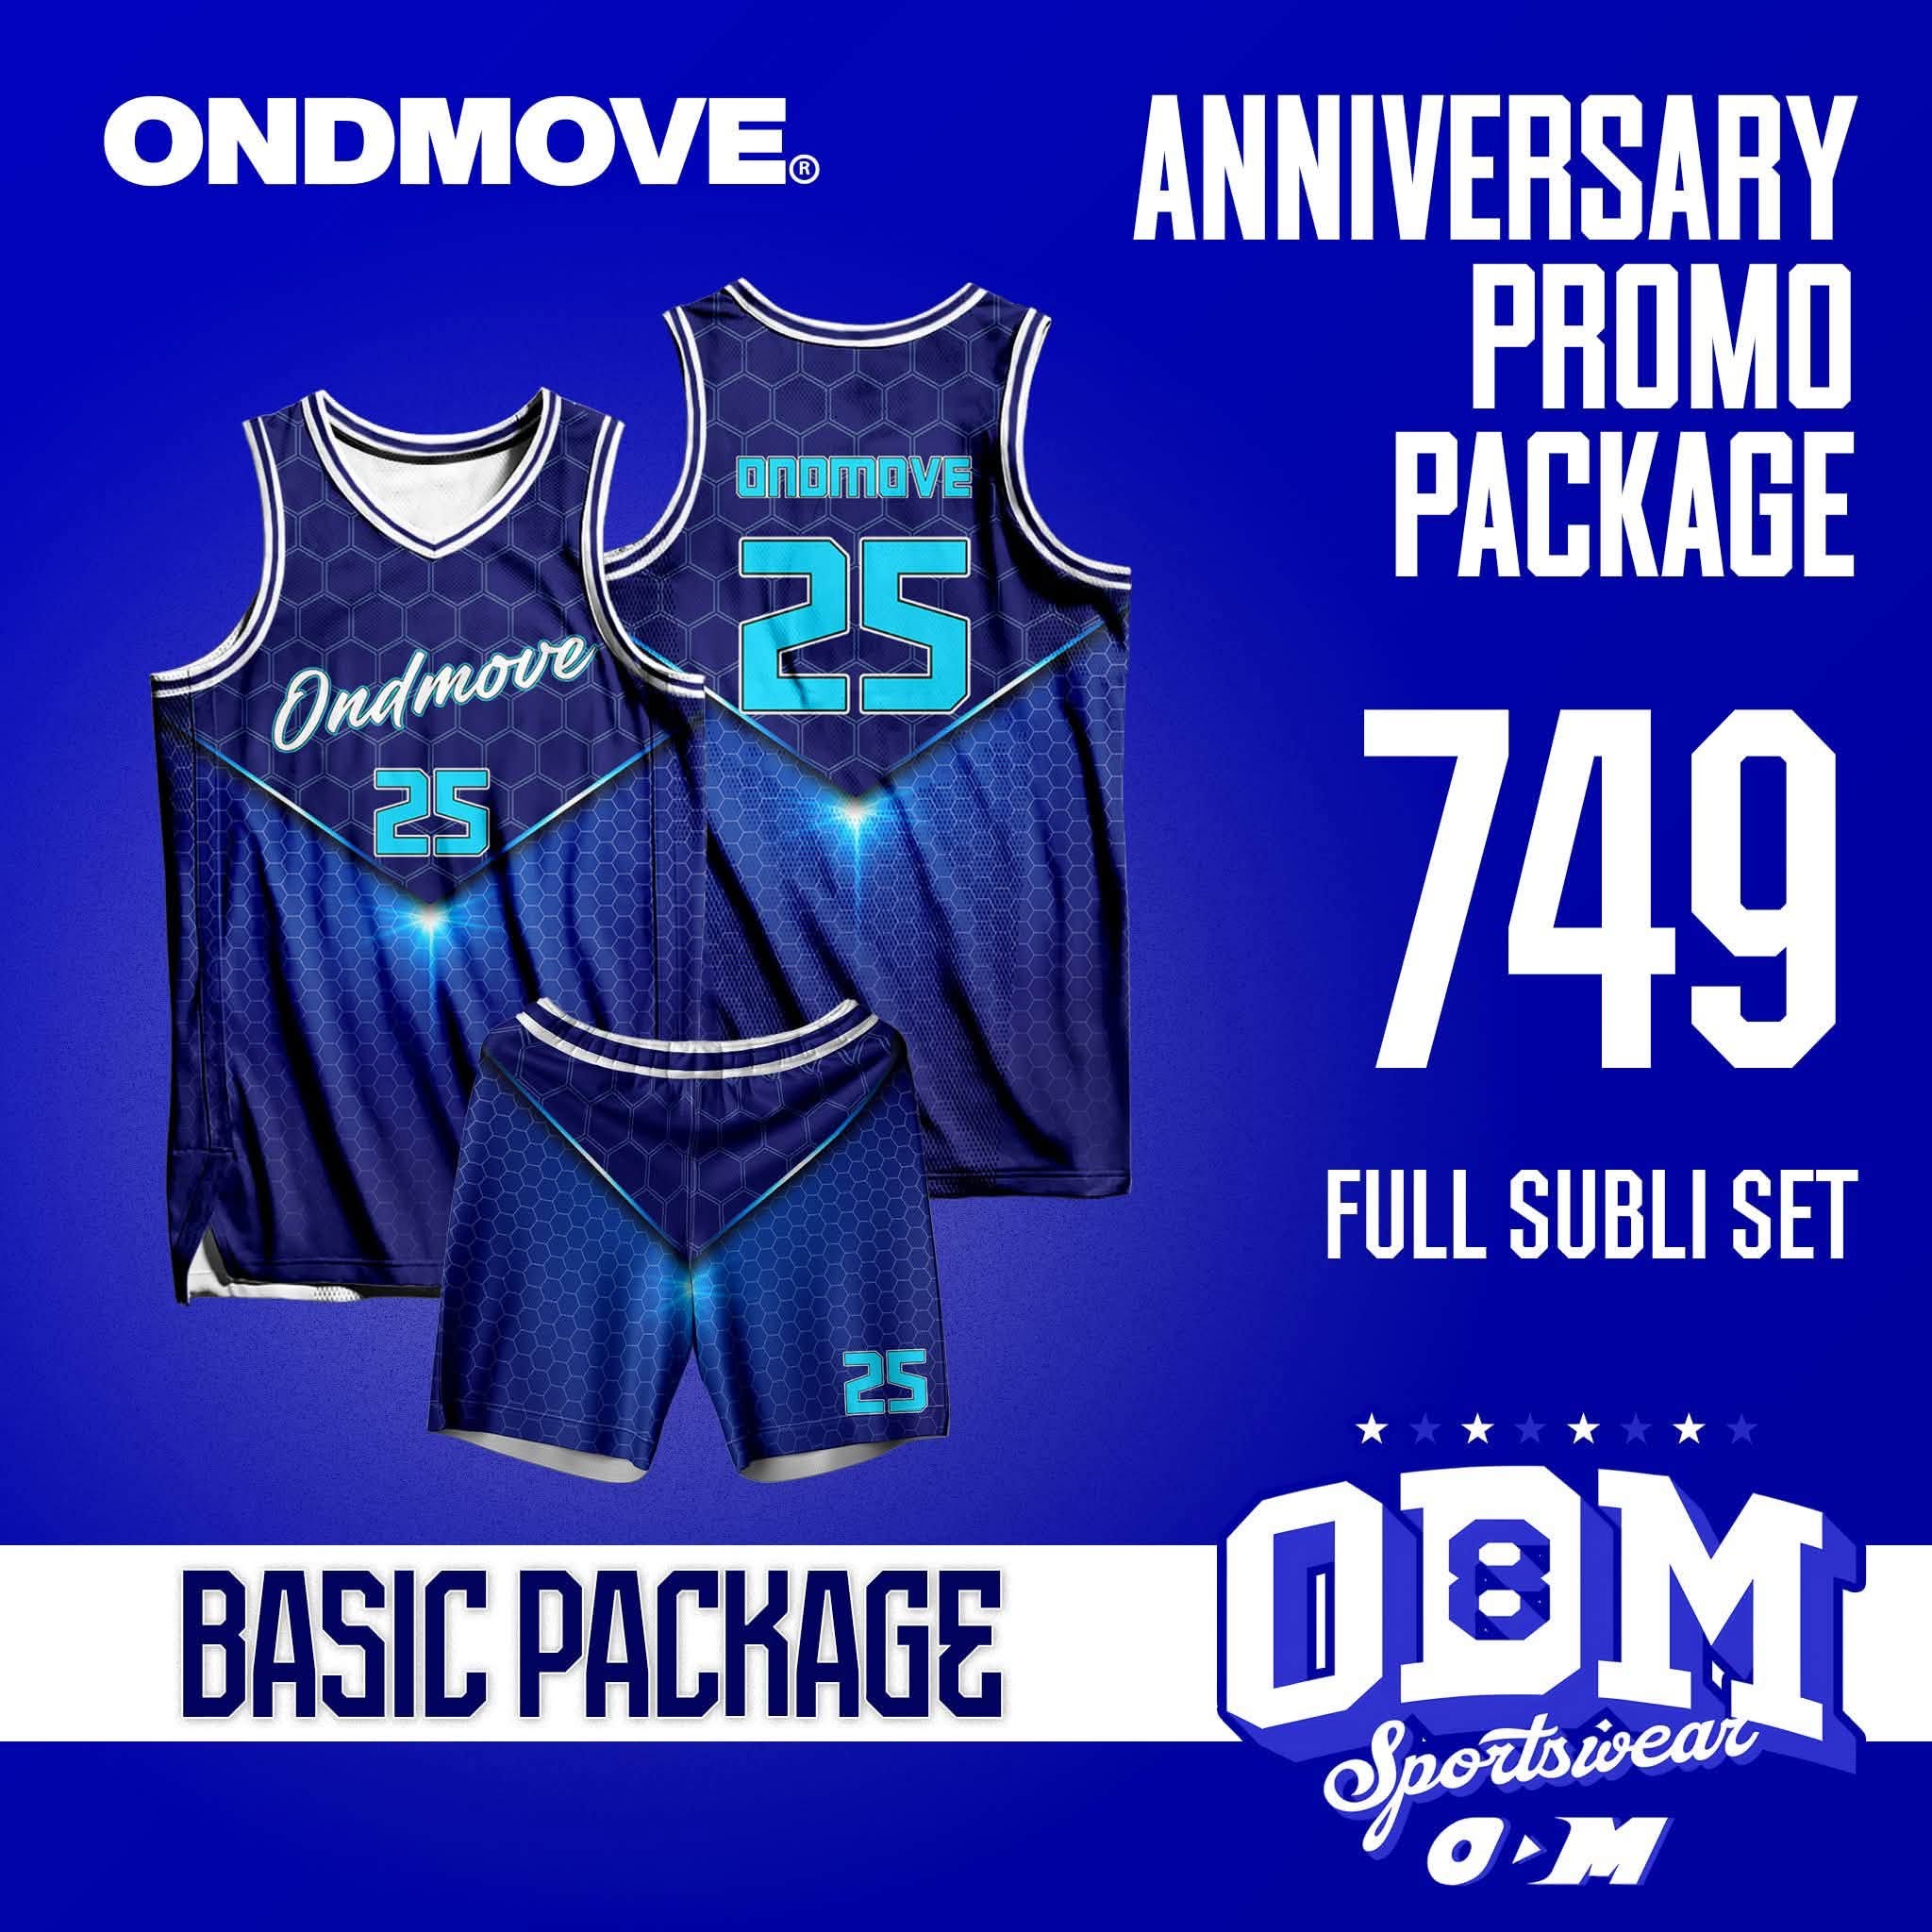 ONDMOVE®
ANNIVERSARY
PROMO
PACKAGE
ONDMOVE
25
Ondmove
25
749
FULL SUBLI SET
25
BASIC PACKAGE
ODM
8
Sportswear
O M